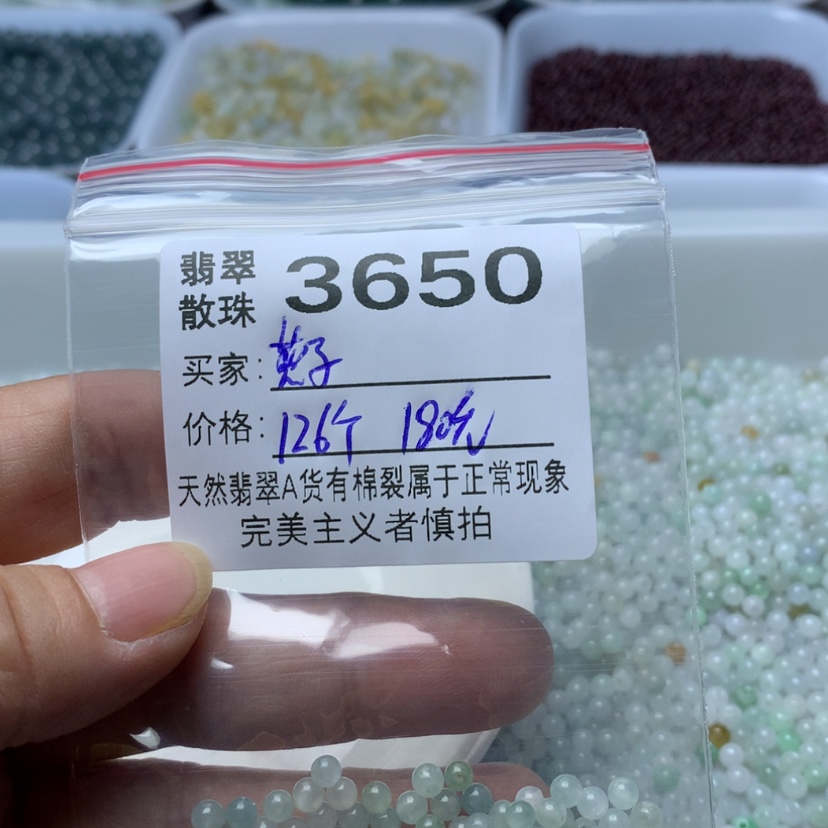 翡翠 3650
散珠
买家：英子
价格：126个 180元
天然翡翠A货有棉裂属于正常现象
完美主义者慎拍